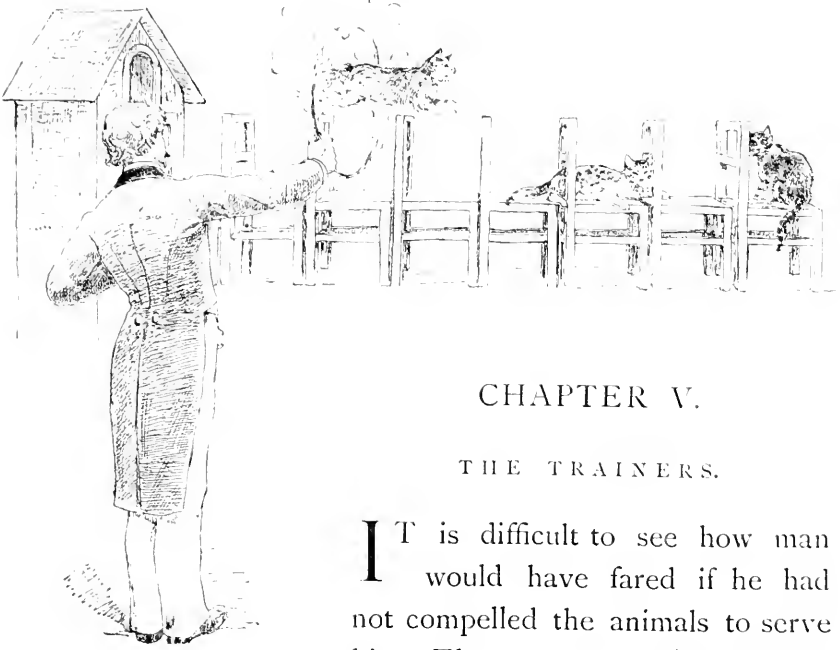 CHAPTER V.
THE TRAINERS.
IT is difficult to see how man
would have fared if he had
not compelled the animals to serve